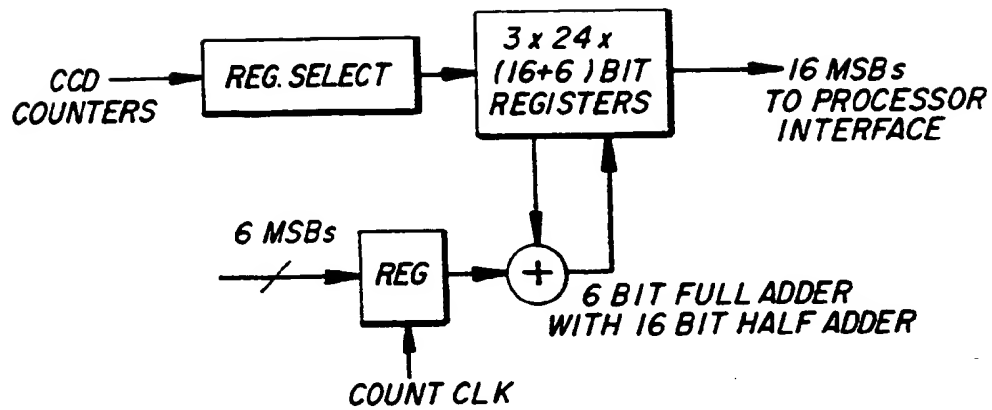 CCD
COUNTERS
REG. SELECT
3 x 24 x
(16+6) BIT
REGISTERS
16 MSBs
TO PROCESSOR
INTERFACE
6 MSBs
REG
+
6 BIT FULL ADDER
WITH 16 BIT HALF ADDER
COUNT CLK